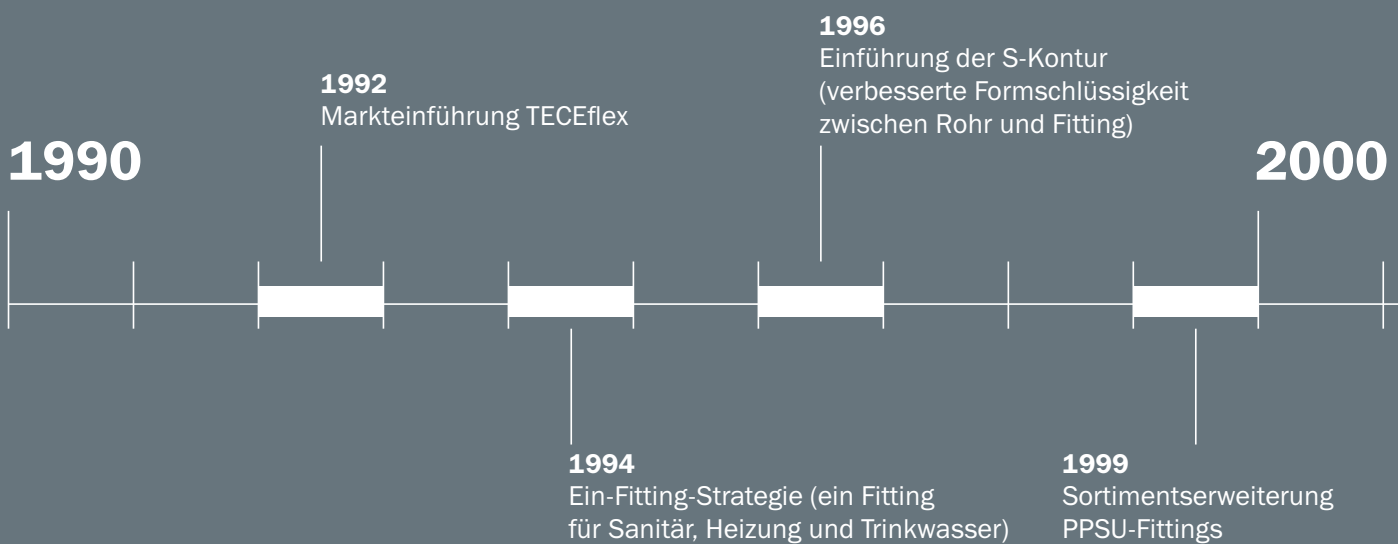 1990
1992
Markteinführung TECEflex
1994
Ein-Fitting-Strategie (ein Fitting
für Sanitär, Heizung und Trinkwasser)
1996
Einführung der S-Kontur
(verbesserte Formschlüssigkeit
zwischen Rohr und Fitting)
1999
Sortimentserweiterung
PPSU-Fittings
2000